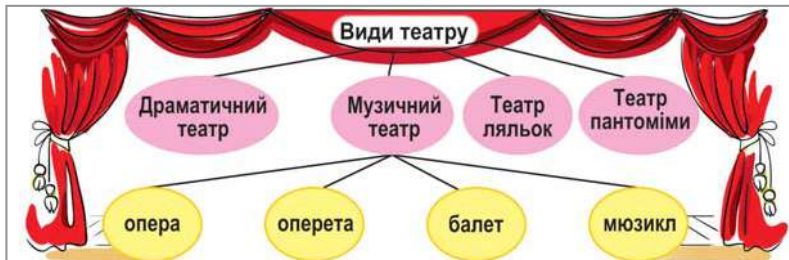 Види театру
Драматичний
театр
Музичний
театр
Театр
ляльок
Театр
пантоміми
опера
оперета
балет
мюзикл